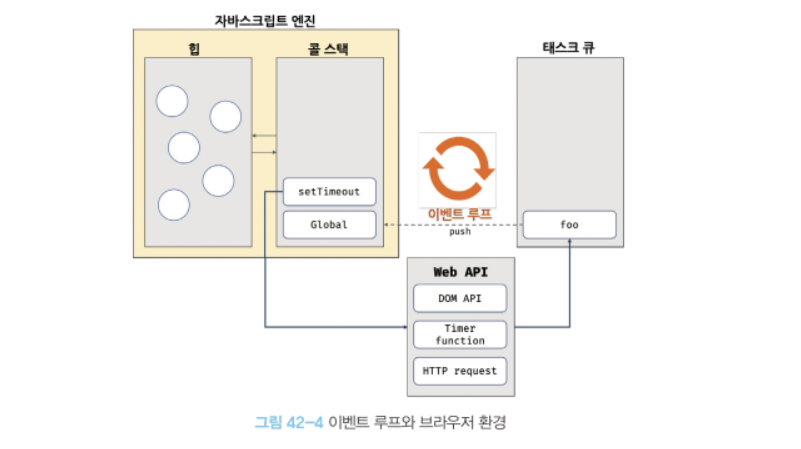 자바스크립트 엔진
힙
콜 스택
태스크 큐
setTimeout
Global
이벤트 루프
push
foo
Web API
DOM API
Timer
function
HTTP request
그림 42-4 이벤트 루프와 브라우저 환경